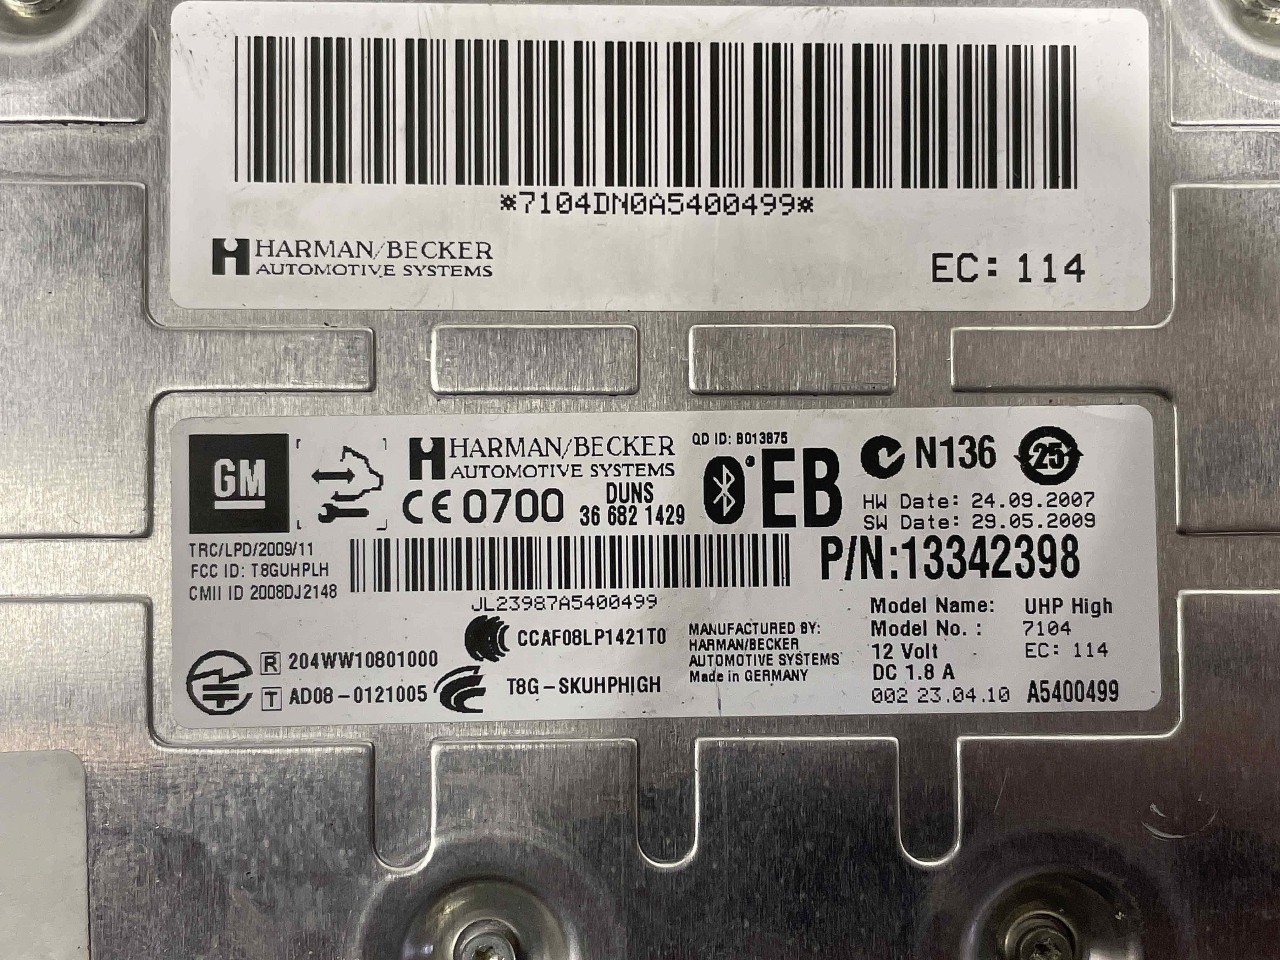 *7104DN0A5400499*
HARMAN/BECKER
AUTOMOTIVE SYSTEMS
EC: 114
GM
HARMAN/BECKER
AUTOMOTIVE SYSTEMS
CE 0700
DUNS
36 682 1429
QD ID: B013875
EB
N136
25
HW Date: 24.09.2007
SW Date: 29.05.2009
TRC/LPD/2009/11
FCC ID: T8GUHPLH
CMII ID 2008DJ2148
JL23987A5400499
P/N:13342398
R 204WW10801000
T AD08-0121005
CCAF08LP1421T0
T8G-SKUHPHIGH
MANUFACTURED BY:
HARMAN/BECKER
AUTOMOTIVE SYSTEMS
Made in GERMANY
Model Name: UHP High
Model No. : 7104
12 Volt EC: 114
DC 1.8 A
002 23.04.10 A5400499